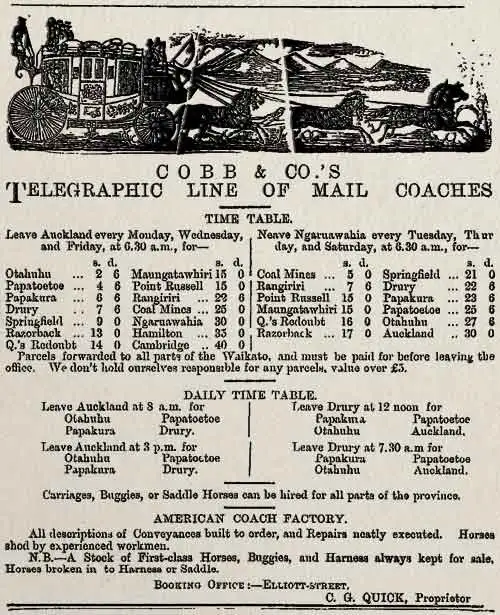 COBB & CO.'S
TELEGRAPHIC LINE OF MAIL COACHES
TIME TABLE.
Leave Auckland every Monday, Wednesday,
and Friday, at 6.30 a.m., for—
s. d. s. d.
Otahuhu ... 2 6 Maungatawhiri 15 0
Papatoetoe ... 4 6 Point Russell 15 0
Papakura ... 6 6 Rangiriri ... 22 6
Drury .. 7 6 Coal Mines ... 25 0
Springfield ... 9 0 Ngaruawahia 30 0
Razorback ... 13 0 Hamilton ... 35 0
Q.'s Redoubt 14 0 Cambridge .. 40 0
Neave Ngaruawahia every Tuesday, Thur
day, and Saturday, at 6.30 a.m., for—
s. d. s. d.
Coal Mines ... 5 0 Springfield ... 21 0
Rangiriri ... 7 6 Drury ... 22 6
Point Russell 15 0 Papakura ... 23 6
Maungatawhiri 15 0 Papatoetoe ... 25 6
Q.'s Redoubt 16 0 Otahuhu ... 27 6
Razorback ... 17 0 Auckland .. 30 0
Parcels forwarded to all parts of the Waikato, and must be paid for before leaving the
office. We don't hold ourselves responsible for any parcels, value over £5.
DAILY TIME TABLE.
Leave Auckland at 8 a.m. for
Otahuhu Papatoetoe
Papakura Drury.
Leave Auckland at 3 p.m. for
Otahuhu Papatoetoe
Papakura Drury.
Leave Drury at 12 noon for
Papakura Papatoetoe
Otahuhu Auckland.
Leave Drury at 7.30 a.m for
Papakura Papatoetoe
Otahuhu Auckland.
Carriages, Buggies, or Saddle Horses can be hired for all parts of the province.
AMERICAN COACH FACTORY.
All descriptions of Conveyances built to order, and Repairs neatly executed. Horses
shod by experienced workmen.
N.B.—A Stock of First-class Horses, Buggies, and Harness always kept for sale,
Horses broken in to Harness or Saddle.
BOOKING OFFICE:—ELLIOTT-STREET.
C. G. QUICK, Proprietor